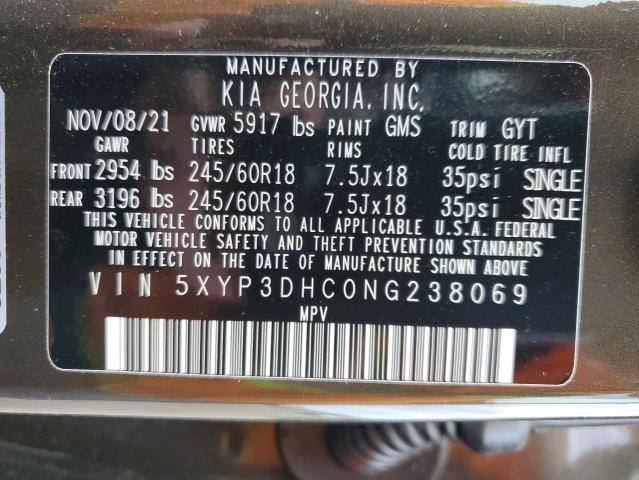 MANUFACTURED BY
KIA GEORGIA, INC.
NOV/08/21 GVWR 5917 lbs PAINT GMS TRIM GYT
GAWR TIRES RIMS COLD TIRE INFL
FRONT 2954 lbs 245/60R18 7.5Jx18 35psi SINGLE
REAR 3196 lbs 245/60R18 7.5Jx18 35psi SINGLE
THIS VEHICLE CONFORMS TO ALL APPLICABLE U.S.A. FEDERAL
MOTOR VEHICLE SAFETY AND THEFT PREVENTION STANDARDS
IN EFFECT ON THE DATE OF MANUFACTURE SHOWN ABOVE.
VIN 5XYP3DHC0NG238069
MPV